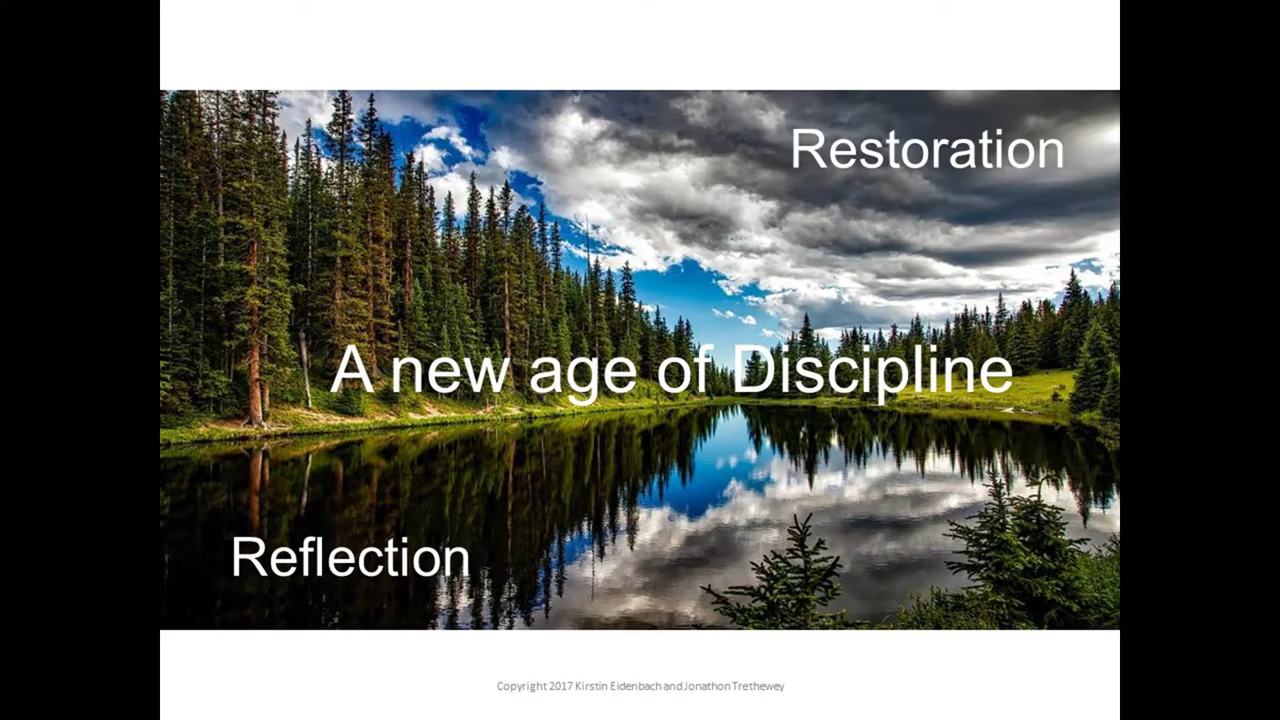 Restoration
A new age of Discipline
Reflection
Copyright 2017 Kirstin Eidenbach and Jonathon Trethewey